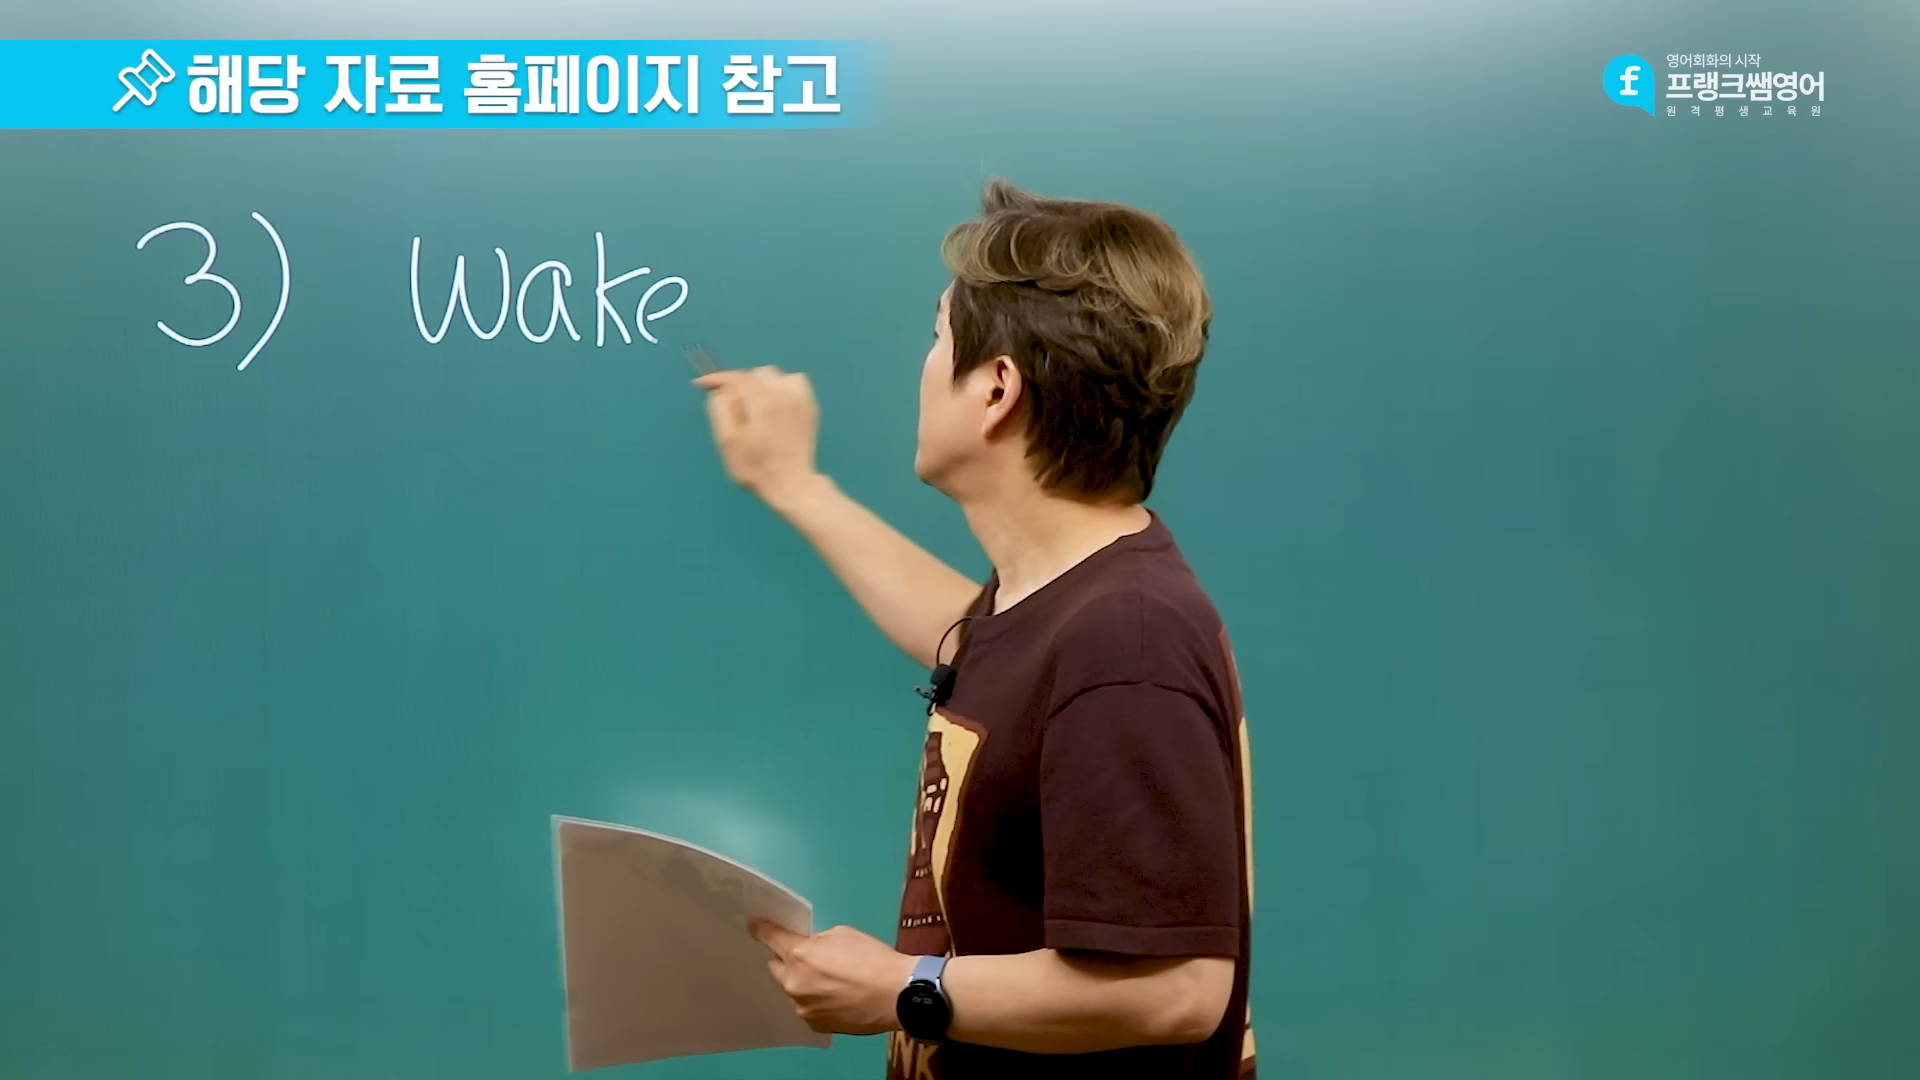 해당 자료 홈페이지 참고
영어회화의 시작
프랭크쌤영어
원격평생교육원
3) wake